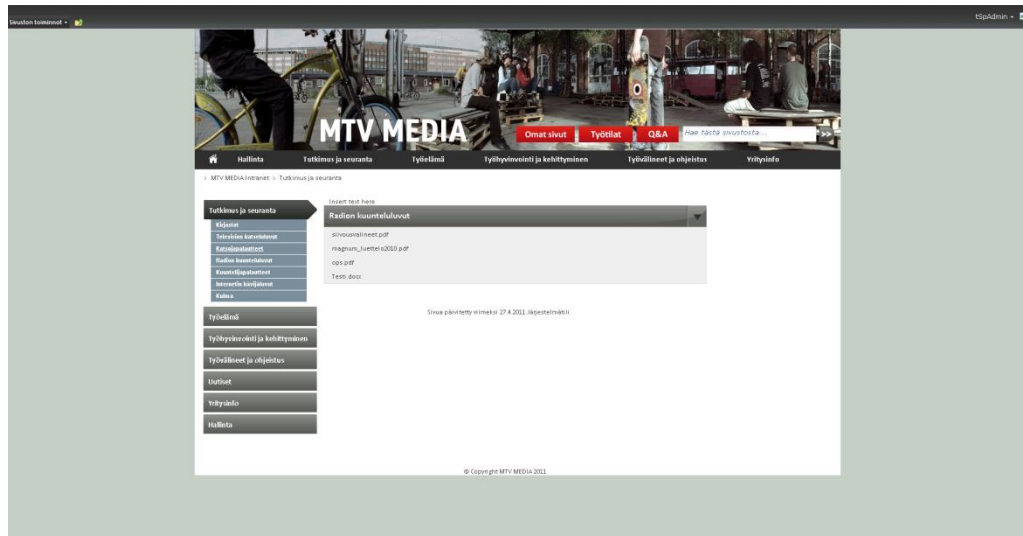 Sivuston toiminnot
tSpAdmin
MTV MEDIA
Omat sivut Työtilat Q&A Hae tästä sivustosta... >>
Hallinta Tutkimus ja seuranta Työelämä Työhyvinvointi ja kehittyminen Työvälineet ja ohjeistus Yritysinfo
> MTV MEDIA Intranet > Tutkimus ja seuranta
Insert text here
Tutkimus ja seuranta
Kirjastot
Television katseluluvut
Katsojapalautteet
Radion kuunteluluvut
Kuuntelijapalautteet
Internetin kävijäluvut
Työelämä
Työhyvinvointi ja kehittyminen
Työvälineet ja ohjeistus
Uutiset
Yritysinfo
Hallinta
Radion kuunteluluvut
siivousvalineet.pdf
magnum_luettelo2010.pdf
ops.pdf
Testi.docx
Sivua päivitetty viimeksi 27.4.2011 Järjestelmätili
© Copyright MTV MEDIA 2011